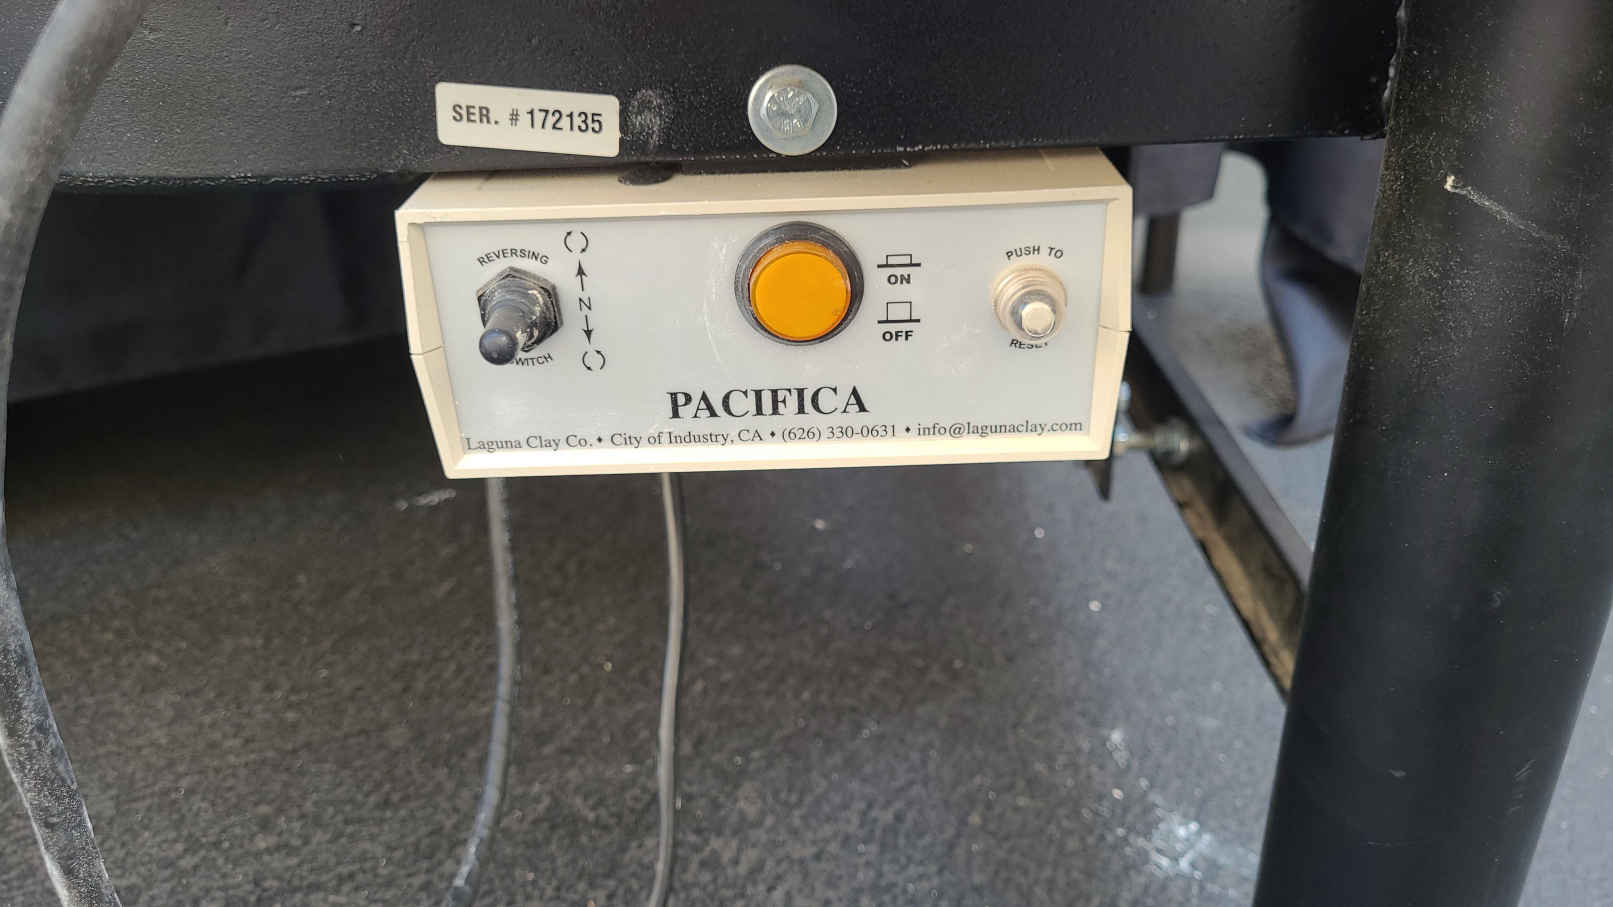 SER. # 172135
REVERSING
N
ON
OFF
PUSH TO
RESET
PACIFICA
Laguna Clay Co. ♦ City of Industry, CA ♦ (626) 330-0631 ♦ info@lagunaclay.com